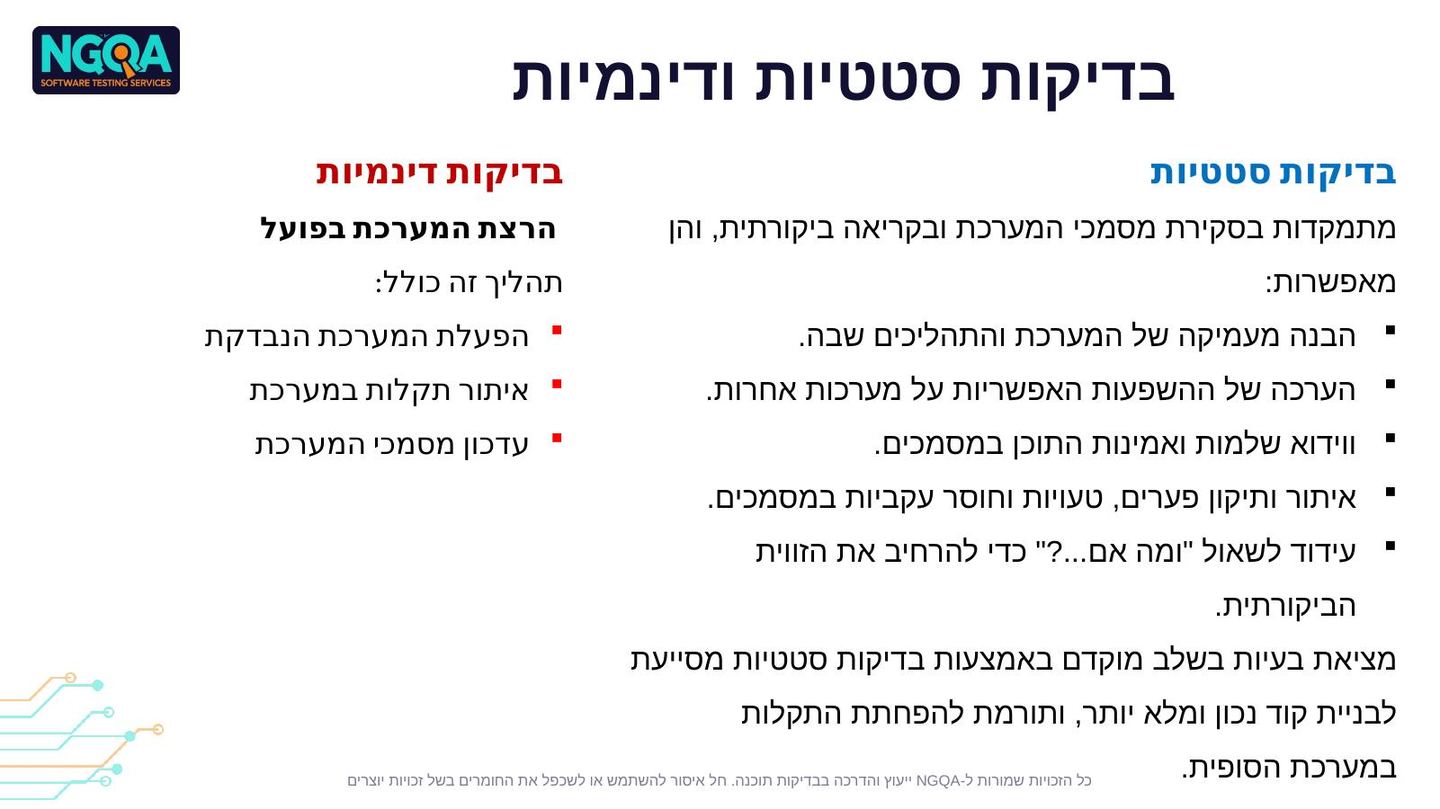 NGQA
SOFTWARE TESTING SERVICES
בדיקות סטטיות ודינמיות
בדיקות סטטיות
מתמקדות בסקירת מסמכי המערכת ובקריאה ביקורתית, והן
מאפשרות:
▪ הבנה מעמיקה של המערכת והתהליכים שבה.
▪ הערכה של ההשפעות האפשריות על מערכות אחרות.
▪ ווידוא שלמות ואמינות התוכן במסמכים.
▪ איתור ותיקון פערים, טעויות וחוסר עקביות במסמכים.
▪ עידוד לשאול "ומה אם...?" כדי להרחיב את הזווית
הביקורתית.
מציאת בעיות בשלב מוקדם באמצעות בדיקות סטטיות מסייעת
לבניית קוד נכון ומלא יותר, ותורמת להפחתת התקלות
במערכת הסופית.
בדיקות דינמיות
הרצת המערכת בפועל
תהליך זה כולל:
▪ הפעלת המערכת הנבדקת
▪ איתור תקלות במערכת
▪ עדכון מסמכי המערכת
כל הזכויות שמורות ל-NGQA ייעוץ והדרכה בבדיקות תוכנה. חל איסור להשתמש או לשכפל את החומרים בשל זכויות יוצרים